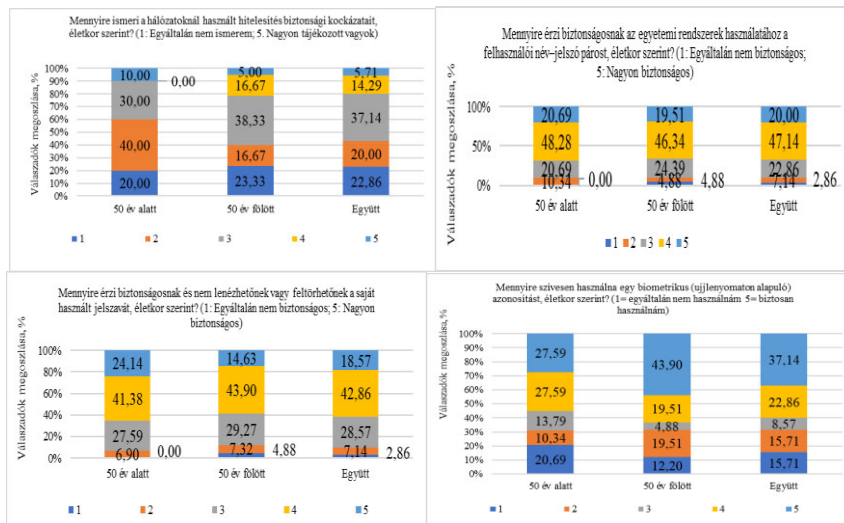 Mennyire ismeri a hálózatoknál használt hitelesítés biztonsági kockázatait,
életkor szerint? (1: Egyáltalán nem ismerem; 5. Nagyon tájékozott vagyok)
Válaszadók megoszlása, %
100%
90%
80%
70%
60%
50%
40%
30%
20%
10%
0%
10,00 0,00 5,00 5,71
30,00 16,67 14,29
40,00 38,33 37,14
20,00 16,67 20,00
23,33 22,86
50 év alatt 50 év fölött Együtt
1 2 3 4 5
Mennyire érzi biztonságosnak az egyetemi rendszerek használatához a
felhasználói név–jelszó párost, életkor szerint? (1: Egyáltalán nem biztonságos;
5: Nagyon biztonságos)
Válaszadók megoszlása, %
100%
50%
0%
20,69 19,51 20,00
48,28 46,34 47,14
20,69 24,39 22,86
10,34 0,00 4,88 4,88 7,14 2,86
50 év alatt 50 év fölött Együtt
1 2 3 4 5
Mennyire érzi biztonságosnak és nem lenézhetőnek vagy feltörhetőnek a saját
használt jelszavát, életkor szerint? (1: Egyáltalán nem biztonságos; 5: Nagyon
biztonságos)
Válaszadók megoszlása, %
100%
80%
60%
40%
20%
0%
24,14 14,63 18,57
41,38 43,90 42,86
27,59 29,27 28,57
6,90 0,00 7,32 4,88 7,14 2,86
50 év alatt 50 év fölött Együtt
1 2 3 4 5
Mennyire szívesen használna egy biometrikus (ujjlenyomaton alapuló)
azonosítást, életkor szerint? (1= egyáltalán nem használnám 5= biztosan
használnám)
Válaszadók megoszlása, %
100%
90%
80%
70%
60%
50%
40%
30%
20%
10%
0%
27,59 43,90 37,14
27,59 19,51 22,86
13,79 4,88 8,57
10,34 19,51 15,71
20,69 12,20 15,71
50 év alatt 50 év fölött Együtt
1 2 3 4 5